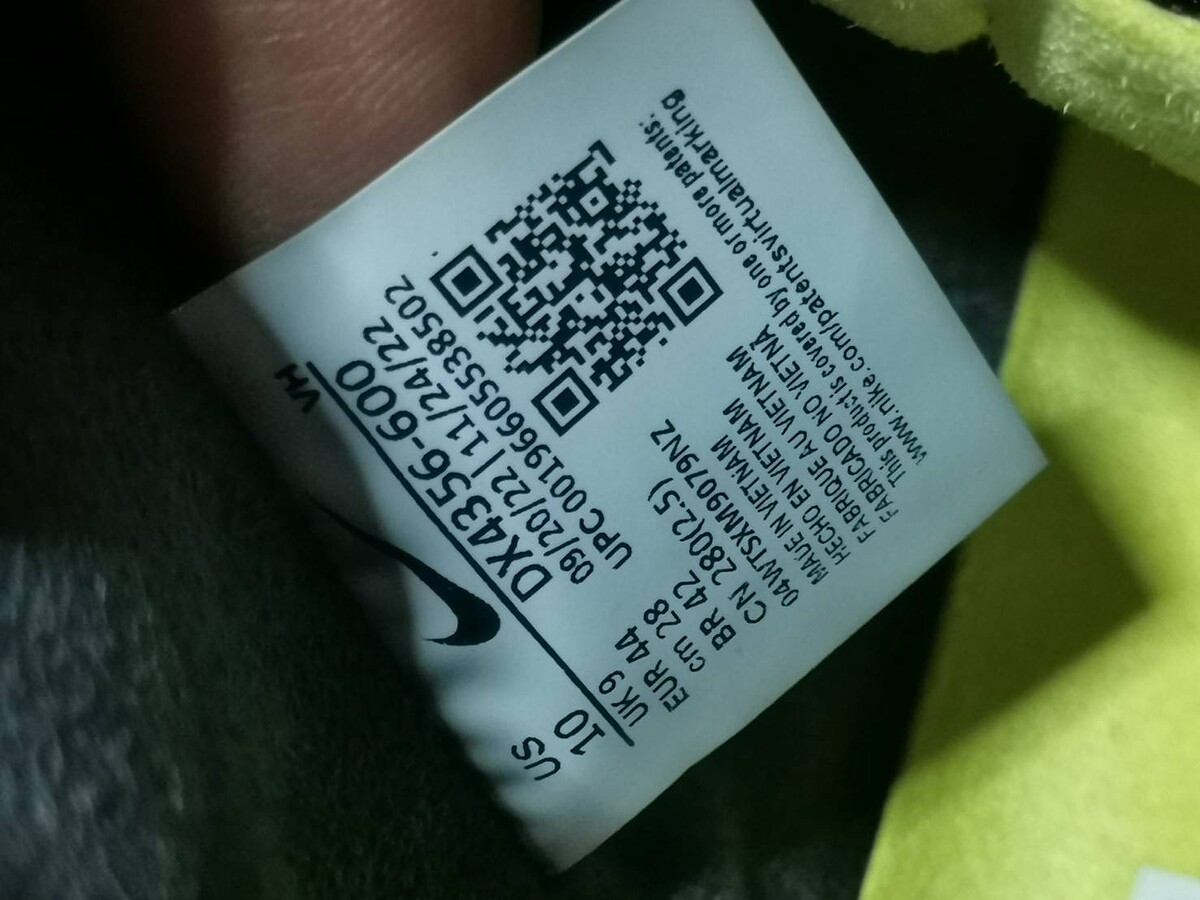 VH
US
10
DX4356-600
UK 9
09/20/22 | 11/24/22
EUR 44
UPC 00196605538502
cm 28
BR 42
CN 280(2.5)
04WTSXM9079NZ
MADE IN VIETNAM
HECHO EN VIETNAM
FABRIQUE AU VIETNAM
FABRICADO NO VIETNÃ
This product is covered by one or more patents:
www.nike.com/patentsvirtualmarking